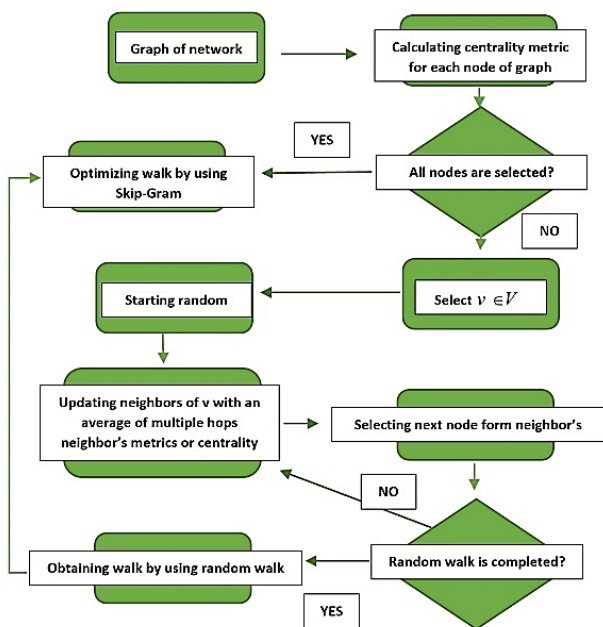 Graph of network
Calculating centrality metric
for each node of graph
YES
Optimizing walk by using
Skip-Gram
All nodes are selected?
NO
Starting random
Select v ∈V
Updating neighbors of v with an
average of multiple hops
neighbor's metrics or centrality
Selecting next node form neighbor's
NO
Obtaining walk by using random walk
Random walk is completed?
YES